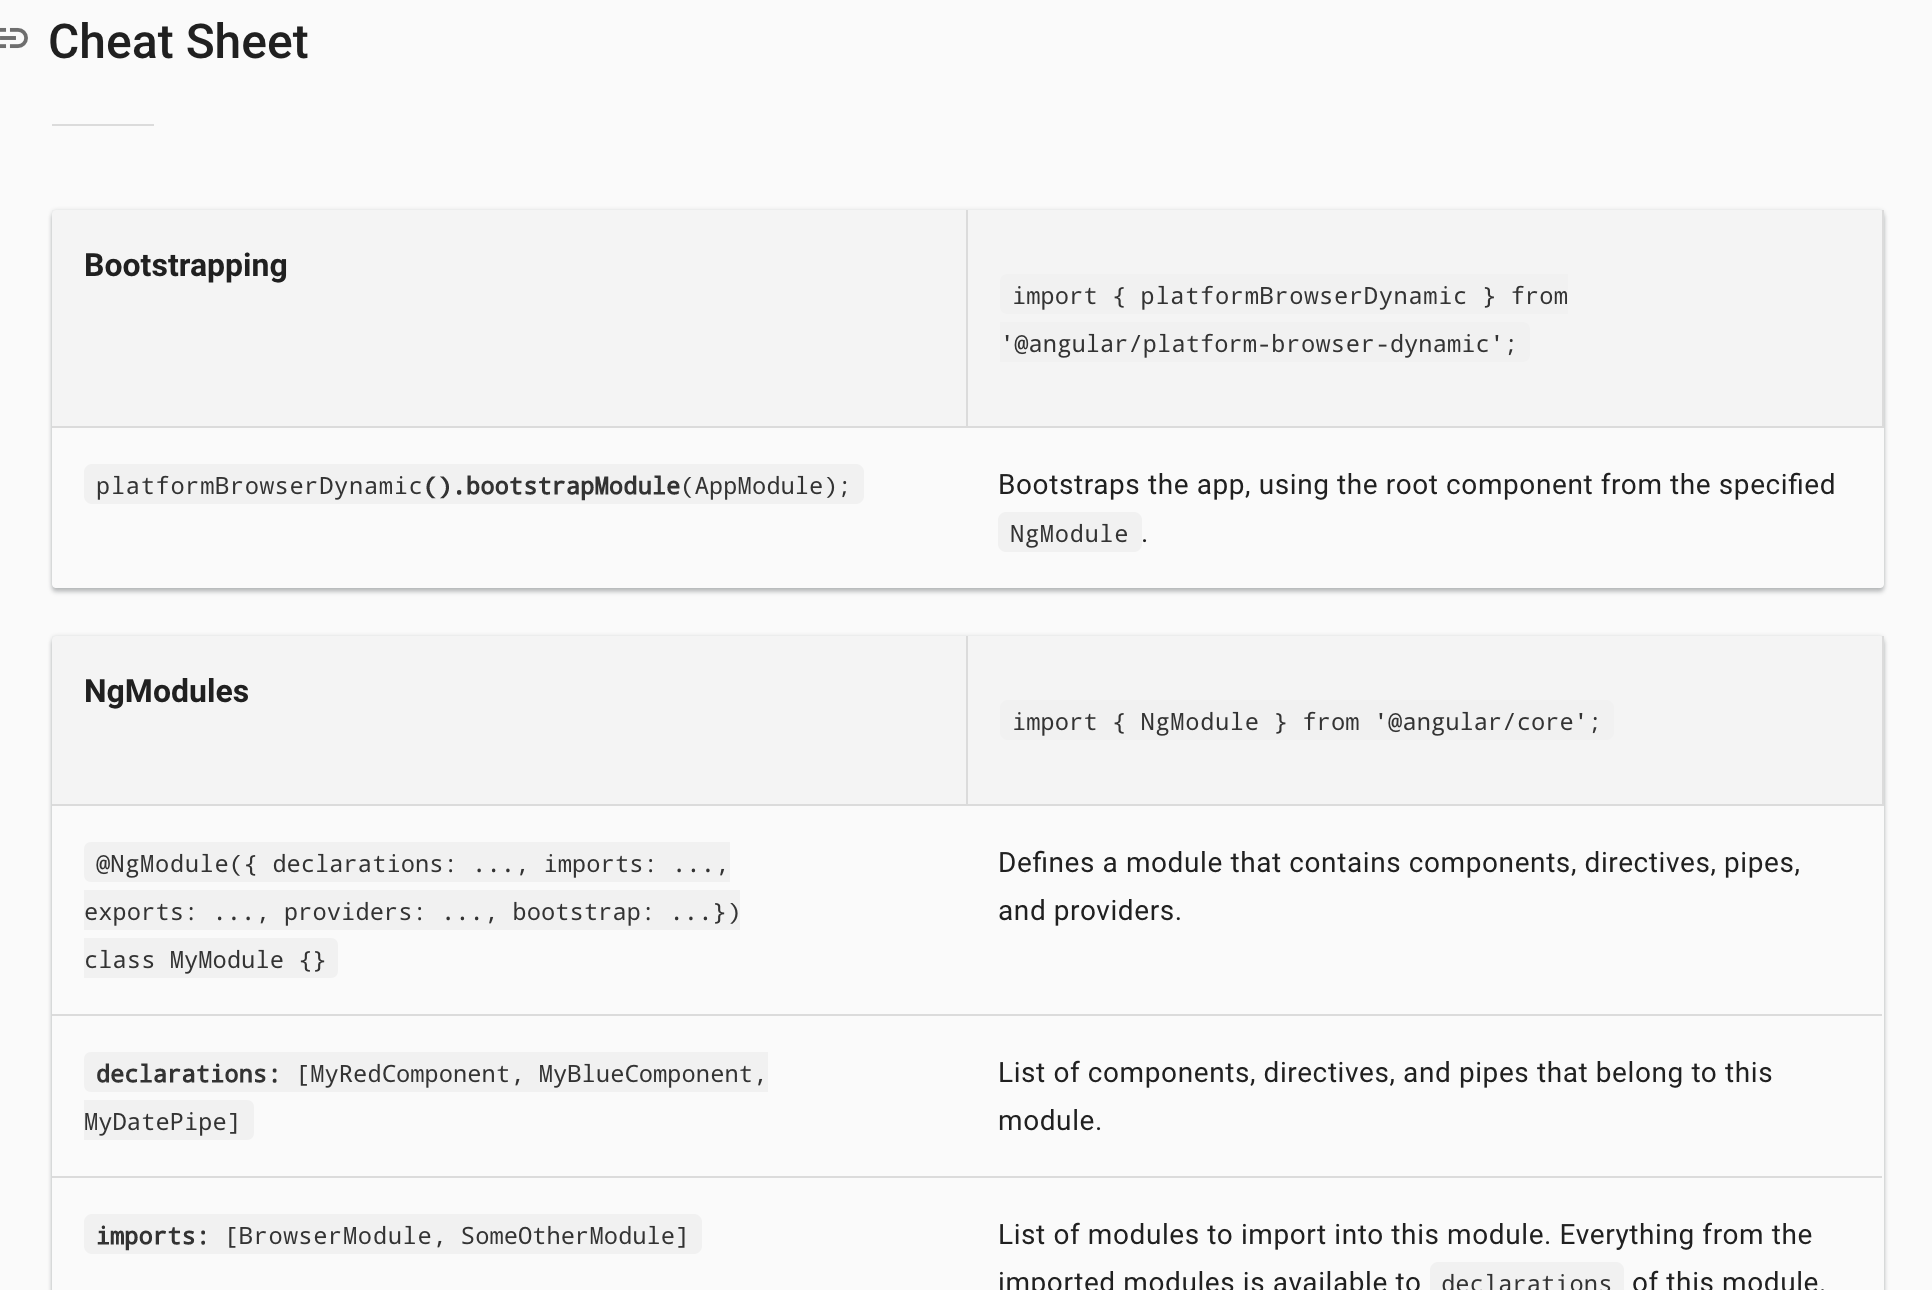 Cheat Sheet
Bootstrapping
import { platformBrowserDynamic } from
'@angular/platform-browser-dynamic';
platformBrowserDynamic().bootstrapModule(AppModule);
Bootstraps the app, using the root component from the specified
NgModule .
NgModules
import { NgModule } from '@angular/core';
@NgModule({ declarations: ..., imports: ...,
exports: ..., providers: ..., bootstrap: ...})
class MyModule {}
Defines a module that contains components, directives, pipes,
and providers.
declarations: [MyRedComponent, MyBlueComponent,
MyDatePipe]
List of components, directives, and pipes that belong to this
module.
imports: [BrowserModule, SomeOtherModule]
List of modules to import into this module. Everything from the
imported modules is available to declarations of this module.